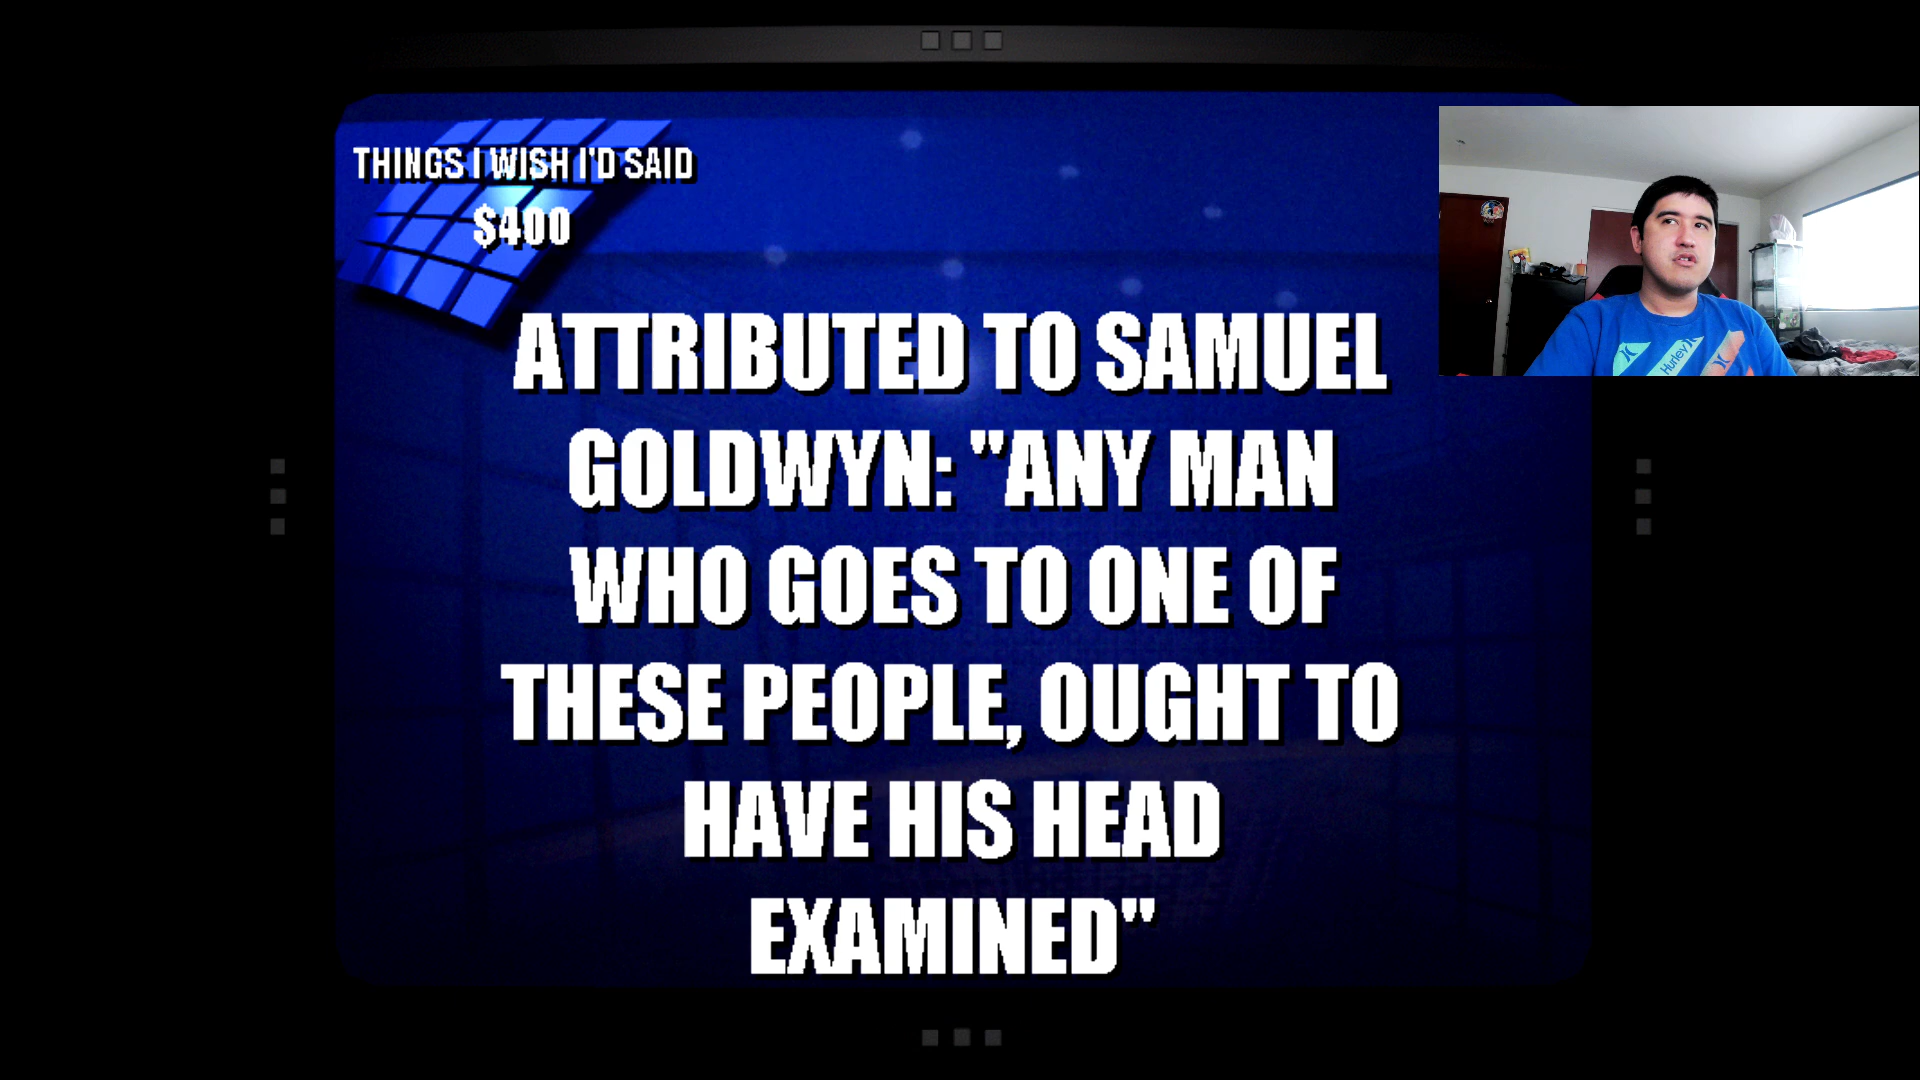 THINGS I WISH I'D SAID
$400
ATTRIBUTED TO SAMUEL
GOLDWYN: "ANY MAN
WHO GOES TO ONE OF
THESE PEOPLE, OUGHT TO
HAVE HIS HEAD
EXAMINED"
Hurley